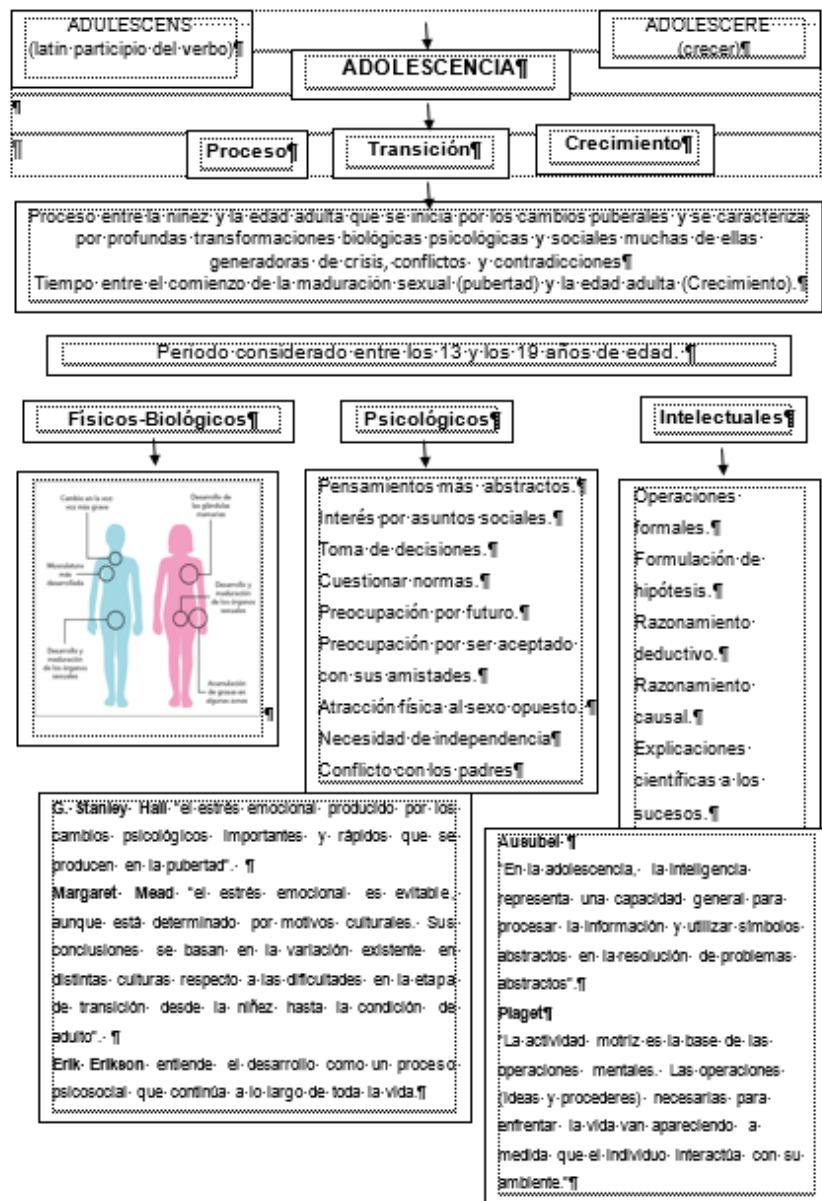 ADULESCENS
(latin participio del verbo)¶
ADOLESCERE
(crecer)¶
ADOLESCENCIA¶
¶
¶
Proceso¶
Transición¶
Crecimiento¶
Proceso·entre·la·niñez·y·la·edad·adulta·que·se·inicia·por·los·cambios·puberales·y·se·caracteriza·
por·profundas·transformaciones·biológicas·psicológicas·y·sociales·muchas·de·ellas·
generadoras·de·crisis,·conflictos·y·contradicciones¶
Tiempo·entre·el·comienzo·de·la·maduración·sexual·(pubertad)·y·la·edad·adulta·(Crecimiento).¶
Periodo·considerado·entre·los·13·y·los·19·años·de·edad.·¶
Físicos-Biológicos¶
Cambio en la voz:
voz más grave
Desarrollo de
las glándulas
mamarias
Musculatura
más
desarrollada
Desarrollo y
maduración
de los órganos
sexuales
Desarrollo y
maduración
de los órganos
sexuales
Acumulación
de grasas en
algunas zonas
¶
Psicológicos¶
Pensamientos·más··abstractos.¶
Interés·por·asuntos·sociales.¶
Toma·de·decisiones.¶
Cuestionar·normas.¶
Preocupación·por·futuro.¶
Preocupación·por·ser·aceptado·
con·sus·amistades.¶
Atracción·física·al·sexo·opuesto.·¶
Necesidad·de·independencia¶
Conflicto·con·los·padres¶
Intelectuales¶
Operaciones·
formales.¶
Formulación·de·
hipótesis.¶
Razonamiento·
deductivo.¶
Razonamiento·
causal.¶
Explicaciones·
científicas·a·los·
sucesos.¶
G.·Stanley·Hall·"el·estrés·emocional·producido·por·los·
cambios·psicológicos·importantes·y·rápidos·que·se·
producen·en·la·pubertad".·¶
Margaret·Mead·"el·estrés·emocional·es·evitable,·
aunque·está·determinado·por·motivos·culturales.·Sus·
conclusiones·se·basan·en·la·variación·existente·en·
distintas·culturas·respecto·a·las·dificultades·en·la·etapa·
de·transición·desde·la·niñez·hasta·la·condición·de·
adulto".·¶
Erik·Erikson·entiende·el·desarrollo·como·un·proceso·
psicosocial·que·continúa·a·lo·largo·de·toda·la·vida.¶
Ausubel·¶
"En·la·adolescencia,·la·inteligencia·
representa·una·capacidad·general·para·
procesar·la·información·y·utilizar·símbolos·
abstractos·en·la·resolución·de·problemas·
abstractos".¶
Piaget¶
"La·actividad·motriz·es·la·base·de·las·
operaciones·mentales.·Las·operaciones·
(ideas·y·procederes)·necesarias·para·
enfrentar·la·vida·van·apareciendo·a·
medida·que·el·individuo·interactúa·con·su·
ambiente."¶